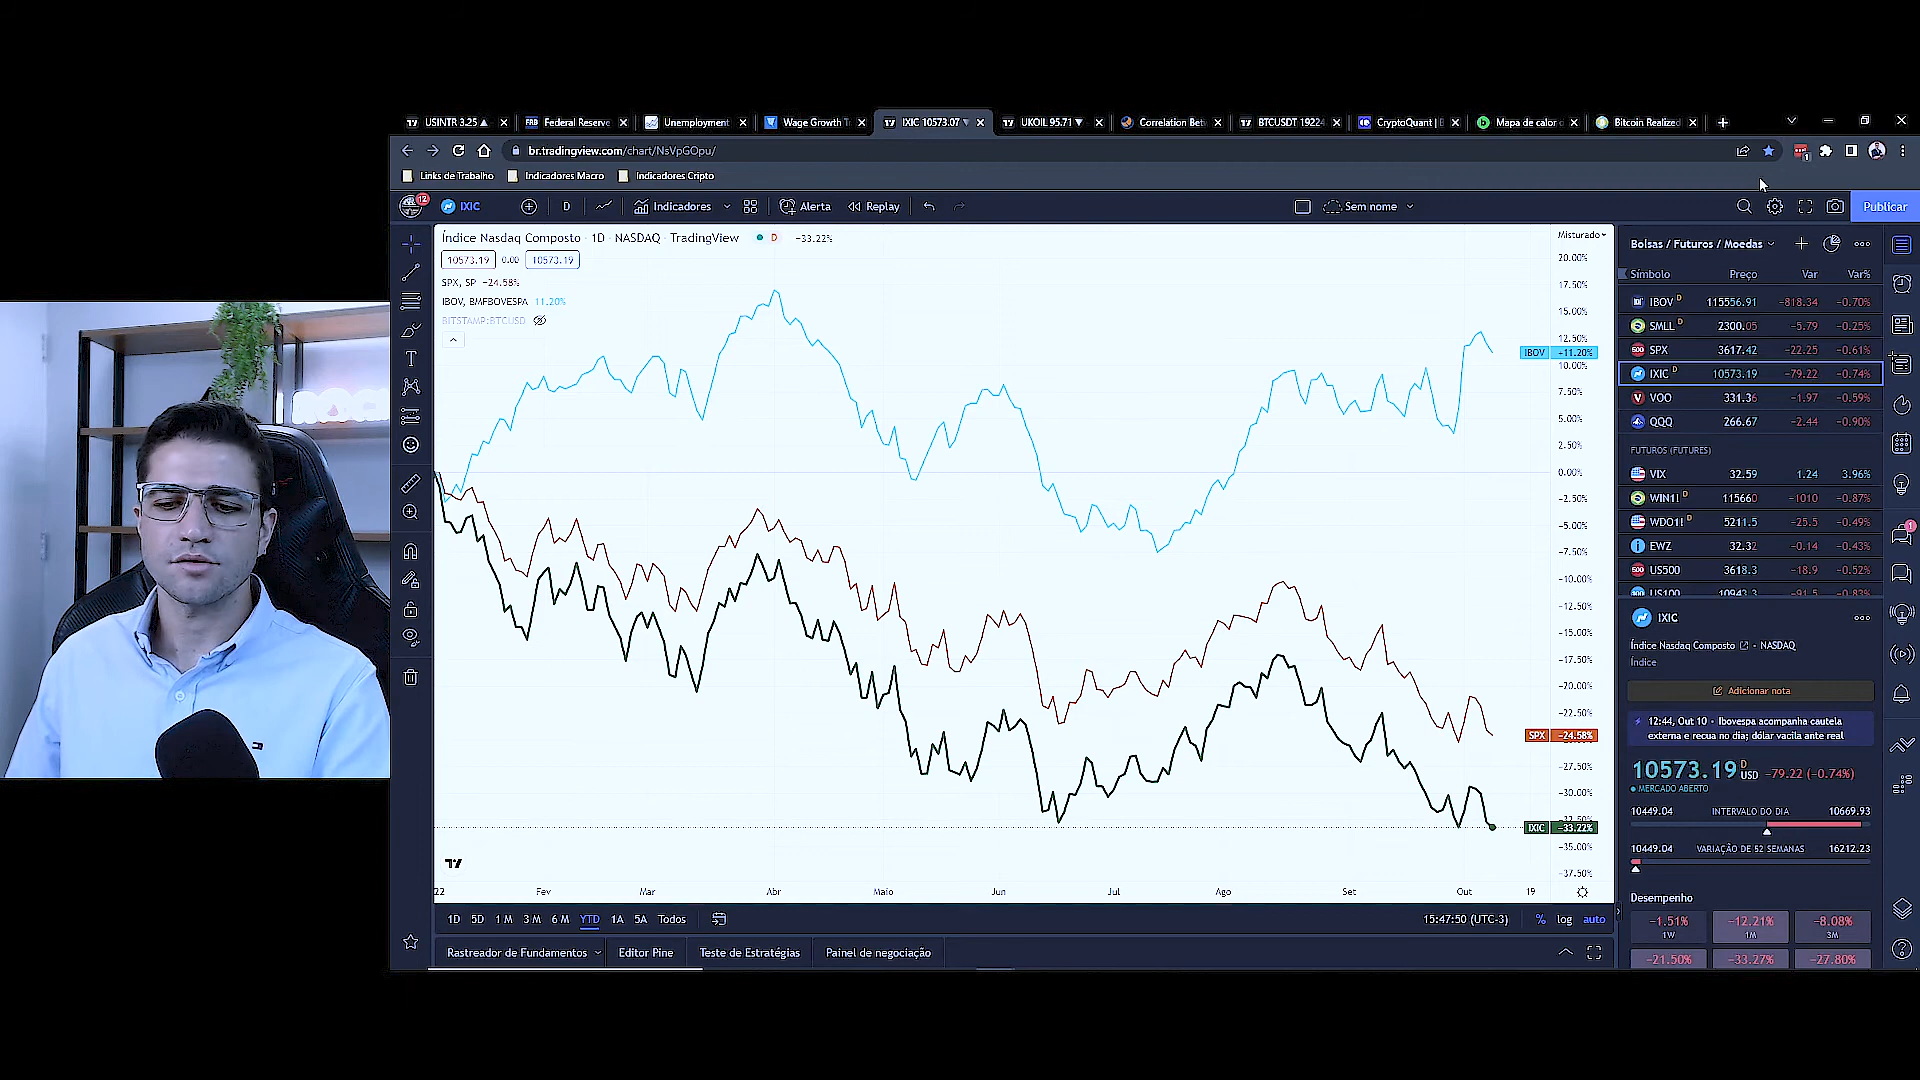 USINTR 3.25 ▲
Federal Reserve
Unemployment
Wage Growth T
IXIC 10573.07 ▼
UKOIL 95.71 ▼
Correlation Betw
BTCUSDT 19224
CryptoQuant | E
Mapa de calor d
Bitcoin Realized
br.tradingview.com/chart/NsVpGOpu/
Links de Trabalho
Indicadores Macro
Indicadores Cripto
12
IXIC
D
Indicadores
Alerta
Replay
Sem nome
Publicar
Índice Nasdaq Composto · 1D · NASDAQ · TradingView
D
−33.22%
10573.19
0.00
10573.19
SPX, SP −24.58%
IBOV, BMFBOVESPA 11.20%
BITSTAMP:BTCUSD
Misturado
20.00%
17.50%
15.00%
12.50%
IBOV +11.20%
10.00%
7.50%
5.00%
2.50%
0.00%
−2.50%
−5.00%
−7.50%
−10.00%
−12.50%
−15.00%
−17.50%
−20.00%
−22.50%
SPX −24.58%
−27.50%
−30.00%
IXIC −33.22%
−35.00%
−37.50%
22
Fev
Mar
Abr
Maio
Jun
Jul
Ago
Set
Out
19
1D 5D 1 M 3 M 6 M YTD 1A 5A Todos
15:47:50 (UTC-3)
% log auto
Rastreador de Fundamentos
Editor Pine
Teste de Estratégias
Painel de negociação
Bolsas / Futuros / Moedas
Símbolo Preço Var Var%
IBOV D 115556.91 −818.34 −0.70%
SMLL D 2300.05 −5.79 −0.25%
SPX 3617.42 −22.25 −0.61%
IXIC D 10573.19 −79.22 −0.74%
VOO 331.36 −1.97 −0.59%
QQQ 266.67 −2.44 −0.90%
FUTUROS (FUTURES)
VIX 32.59 1.24 3.96%
WIN1! D 115660 −1010 −0.87%
WDO1! D 5211.5 −25.5 −0.49%
EWZ 32.32 −0.14 −0.43%
US500 3618.3 −18.9 −0.52%
US100 10943.3 −91.5 −0.83%
IXIC
Índice Nasdaq Composto · NASDAQ
Índice
Adicionar nota
12:44, Out 10 · Ibovespa acompanha cautela
externa e recua no dia; dólar vacila ante real
10573.19 D USD −79.22 (−0.74%)
MERCADO ABERTO
10449.04 INTERVALO DO DIA 10669.93
10449.04 VARIAÇÃO DE 52 SEMANAS 16212.23
Desempenho
−1.51% −12.21% −8.08%
1W 1M 3M
−21.50% −33.27% −27.80%
1